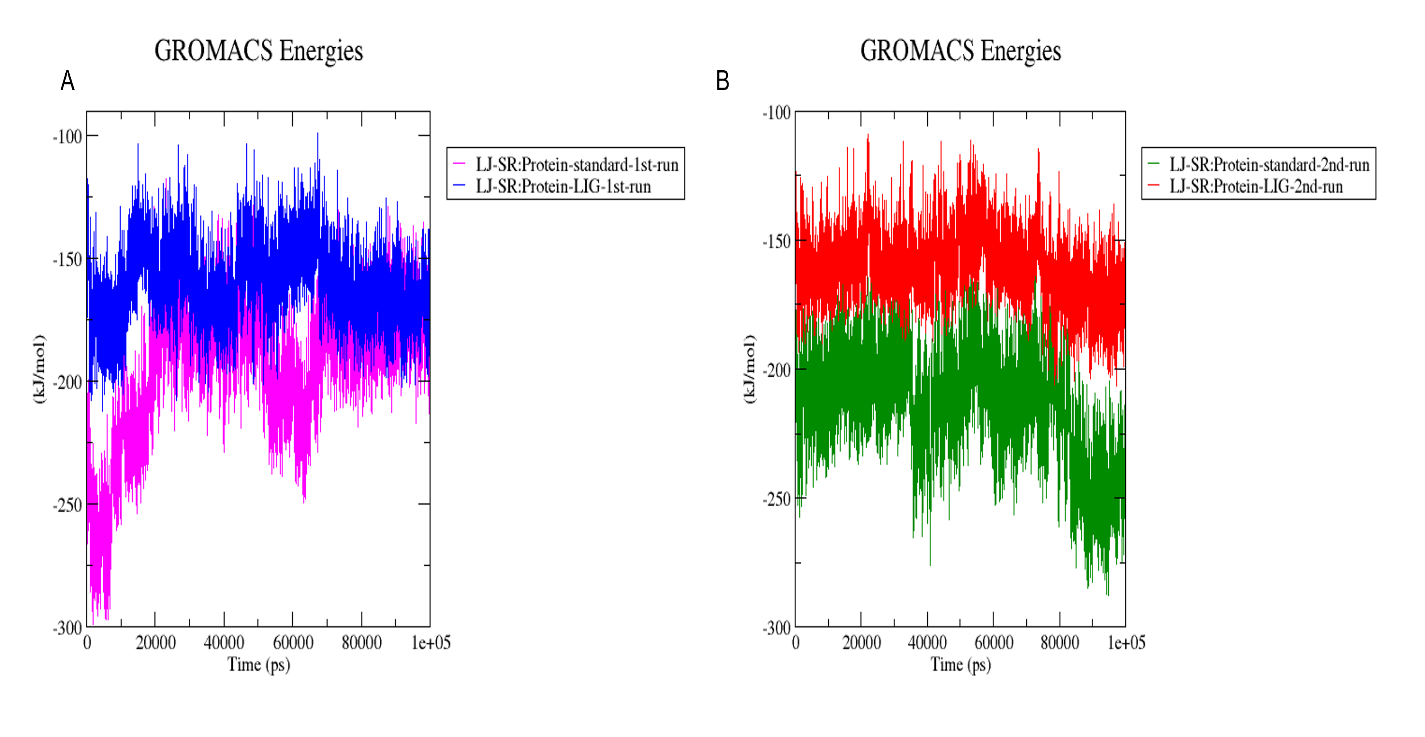 GROMACS Energies
A
-100
-150
-200
-250
-300
(kJ/mol)
0 20000 40000 60000 80000 1e+05
Time (ps)
LJ-SR:Protein-standard-1st-run
LJ-SR:Protein-LIG-1st-run
GROMACS Energies
B
-100
-150
-200
-250
-300
(kJ/mol)
0 20000 40000 60000 80000 1e+05
Time (ps)
LJ-SR:Protein-standard-2nd-run
LJ-SR:Protein-LIG-2nd-run